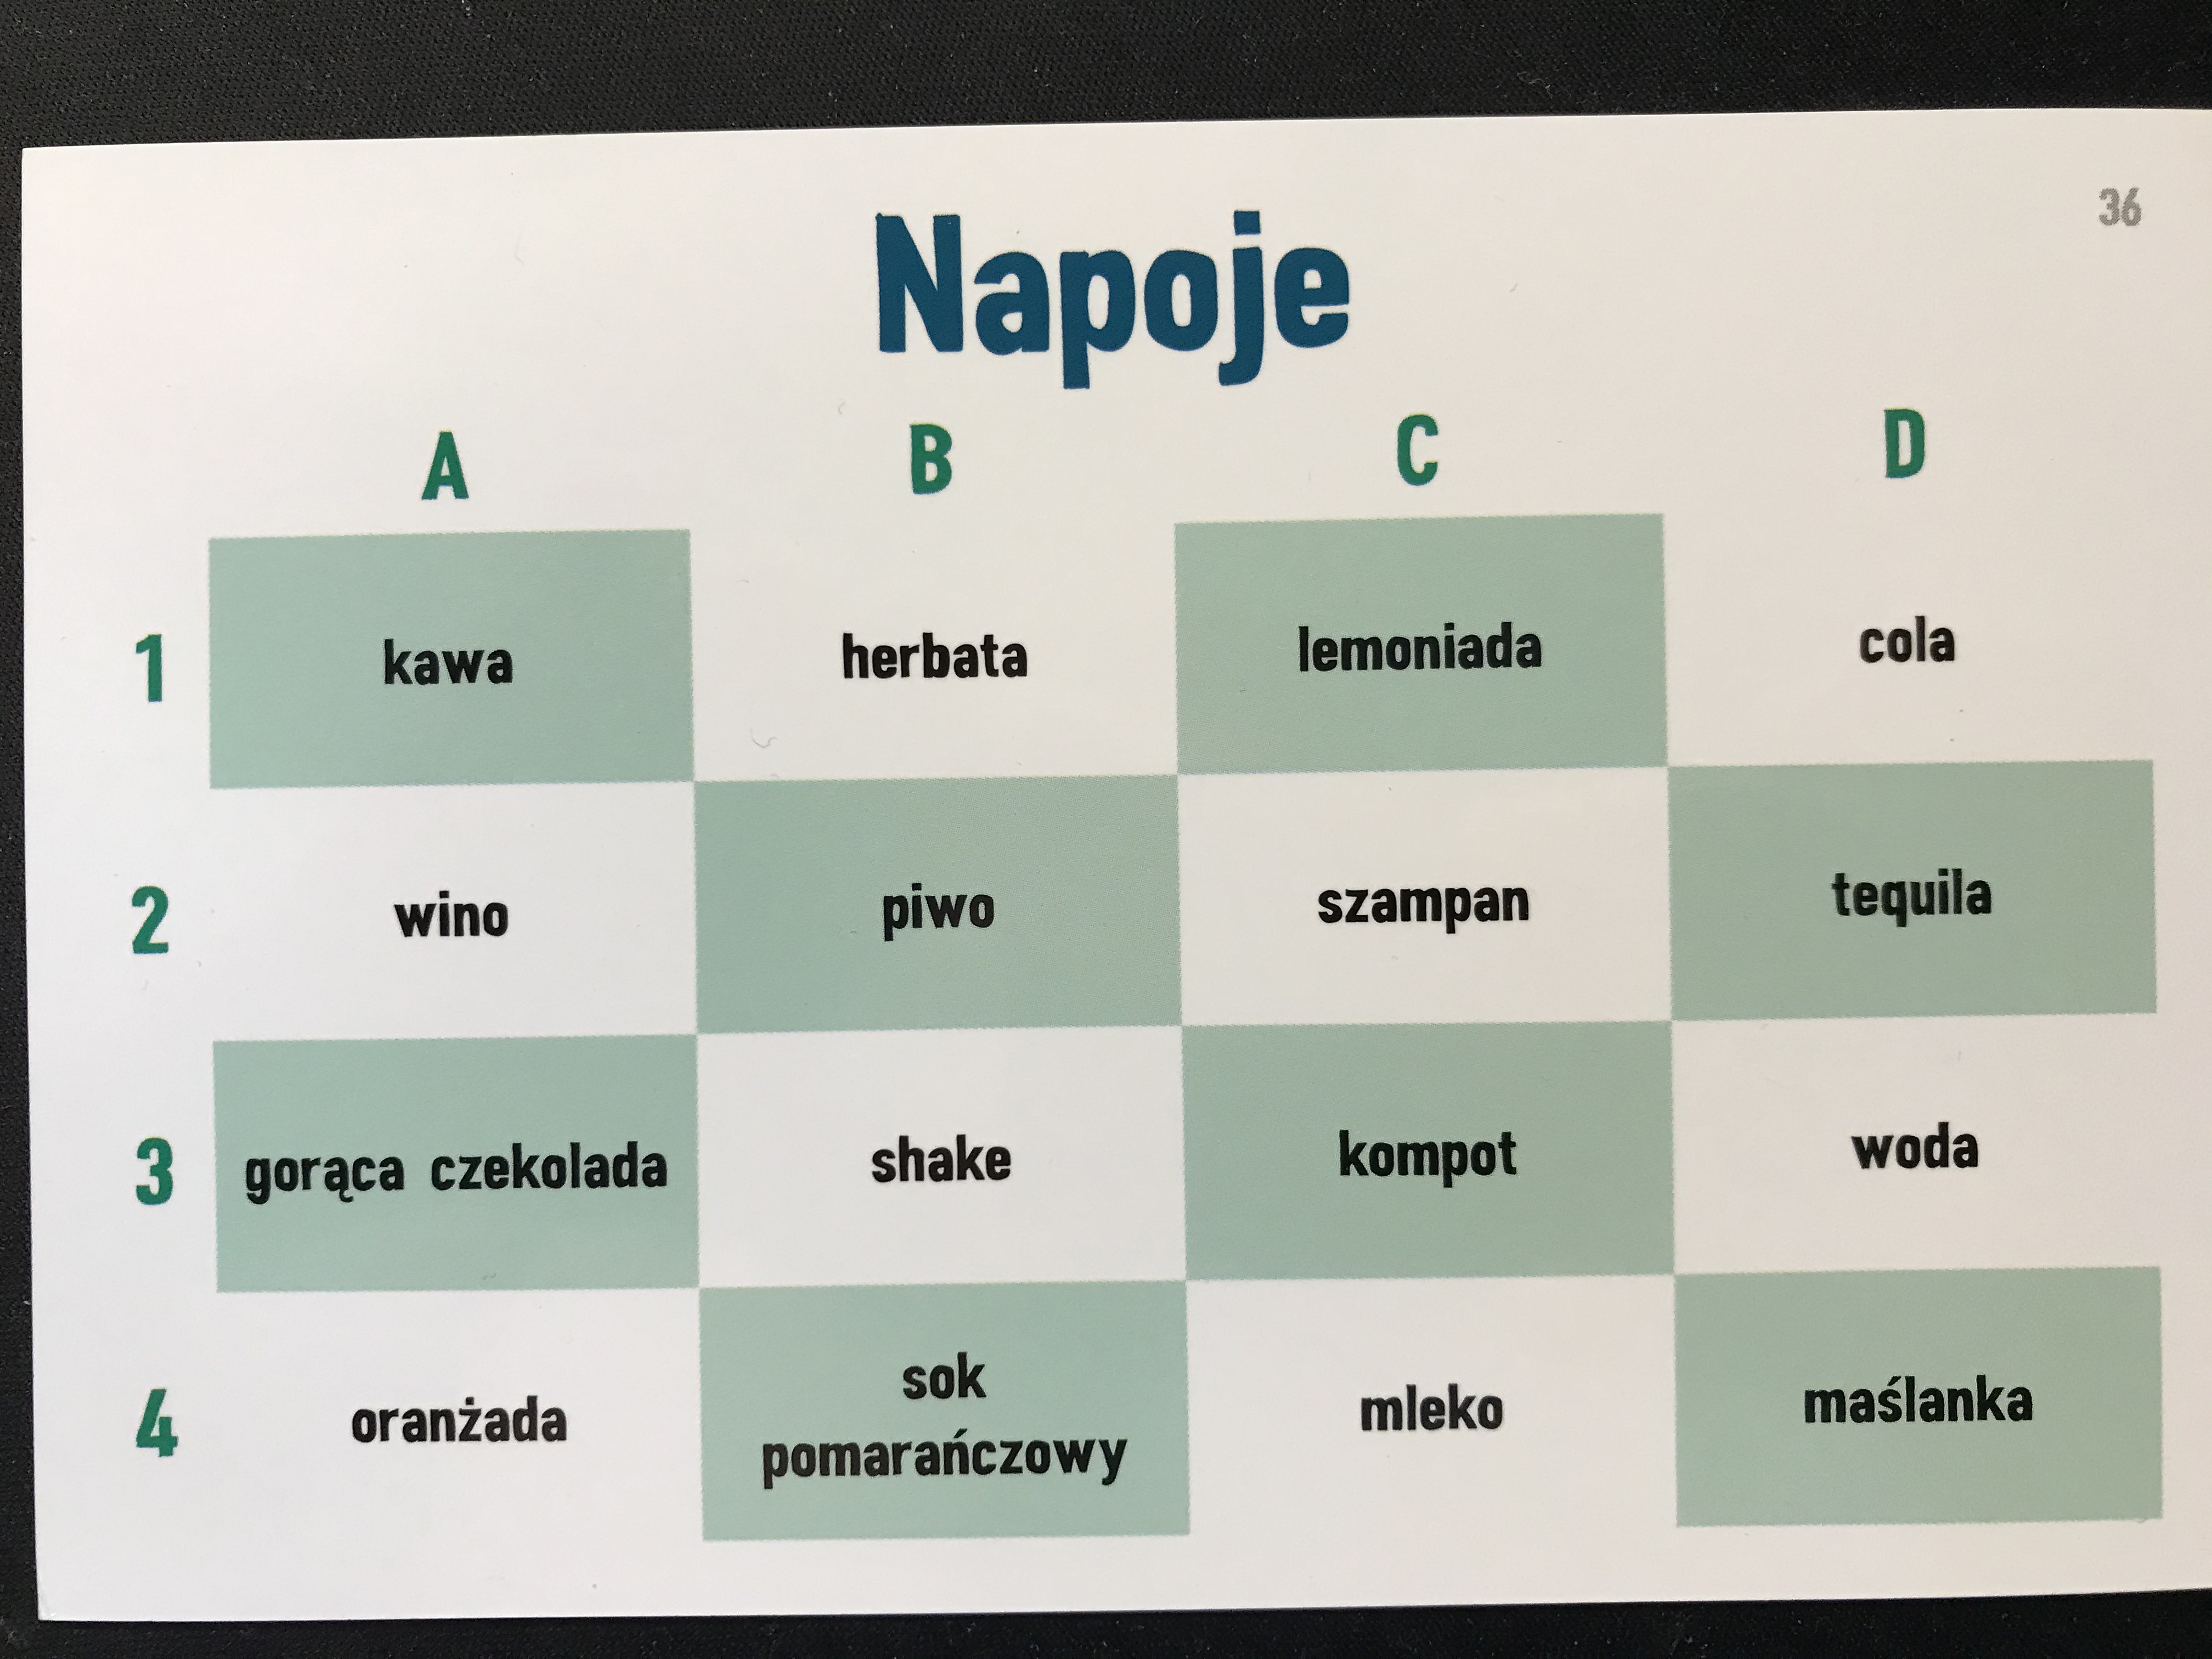 36
Napoje
A B C D
1 kawa herbata lemoniada cola
2 wino piwo szampan tequila
3 gorąca czekolada shake kompot woda
4 oranżada sok pomarańczowy mleko maślanka